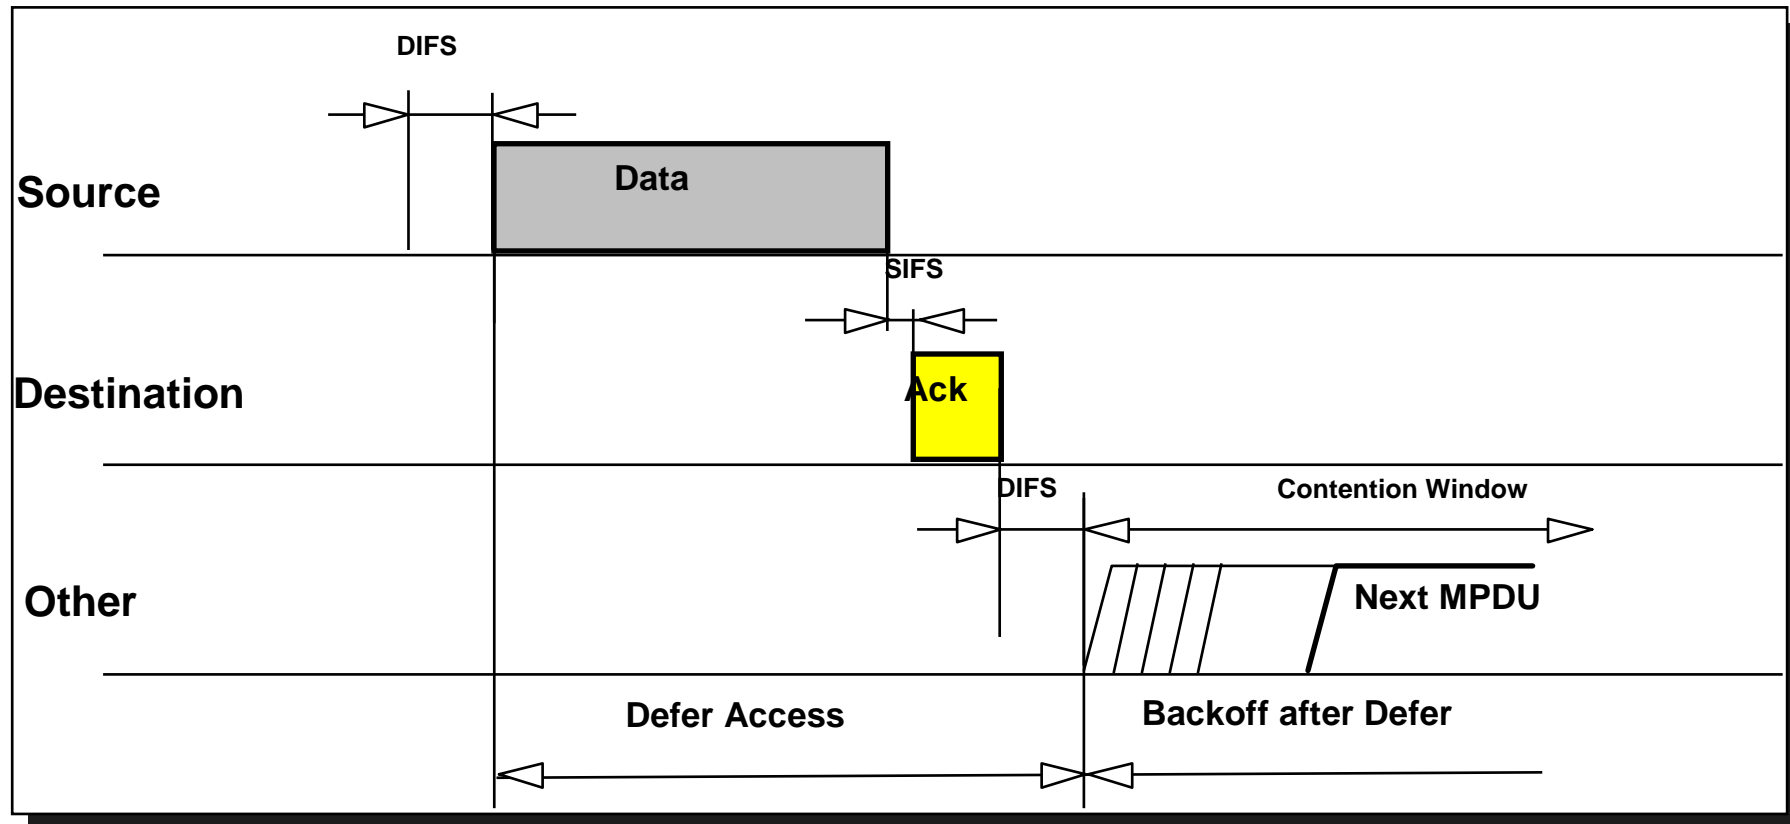 DIFS
Data
Source
SIFS
Ack
Destination
DIFS
Contention Window
Other
Next MPDU
Defer Access
Backoff after Defer